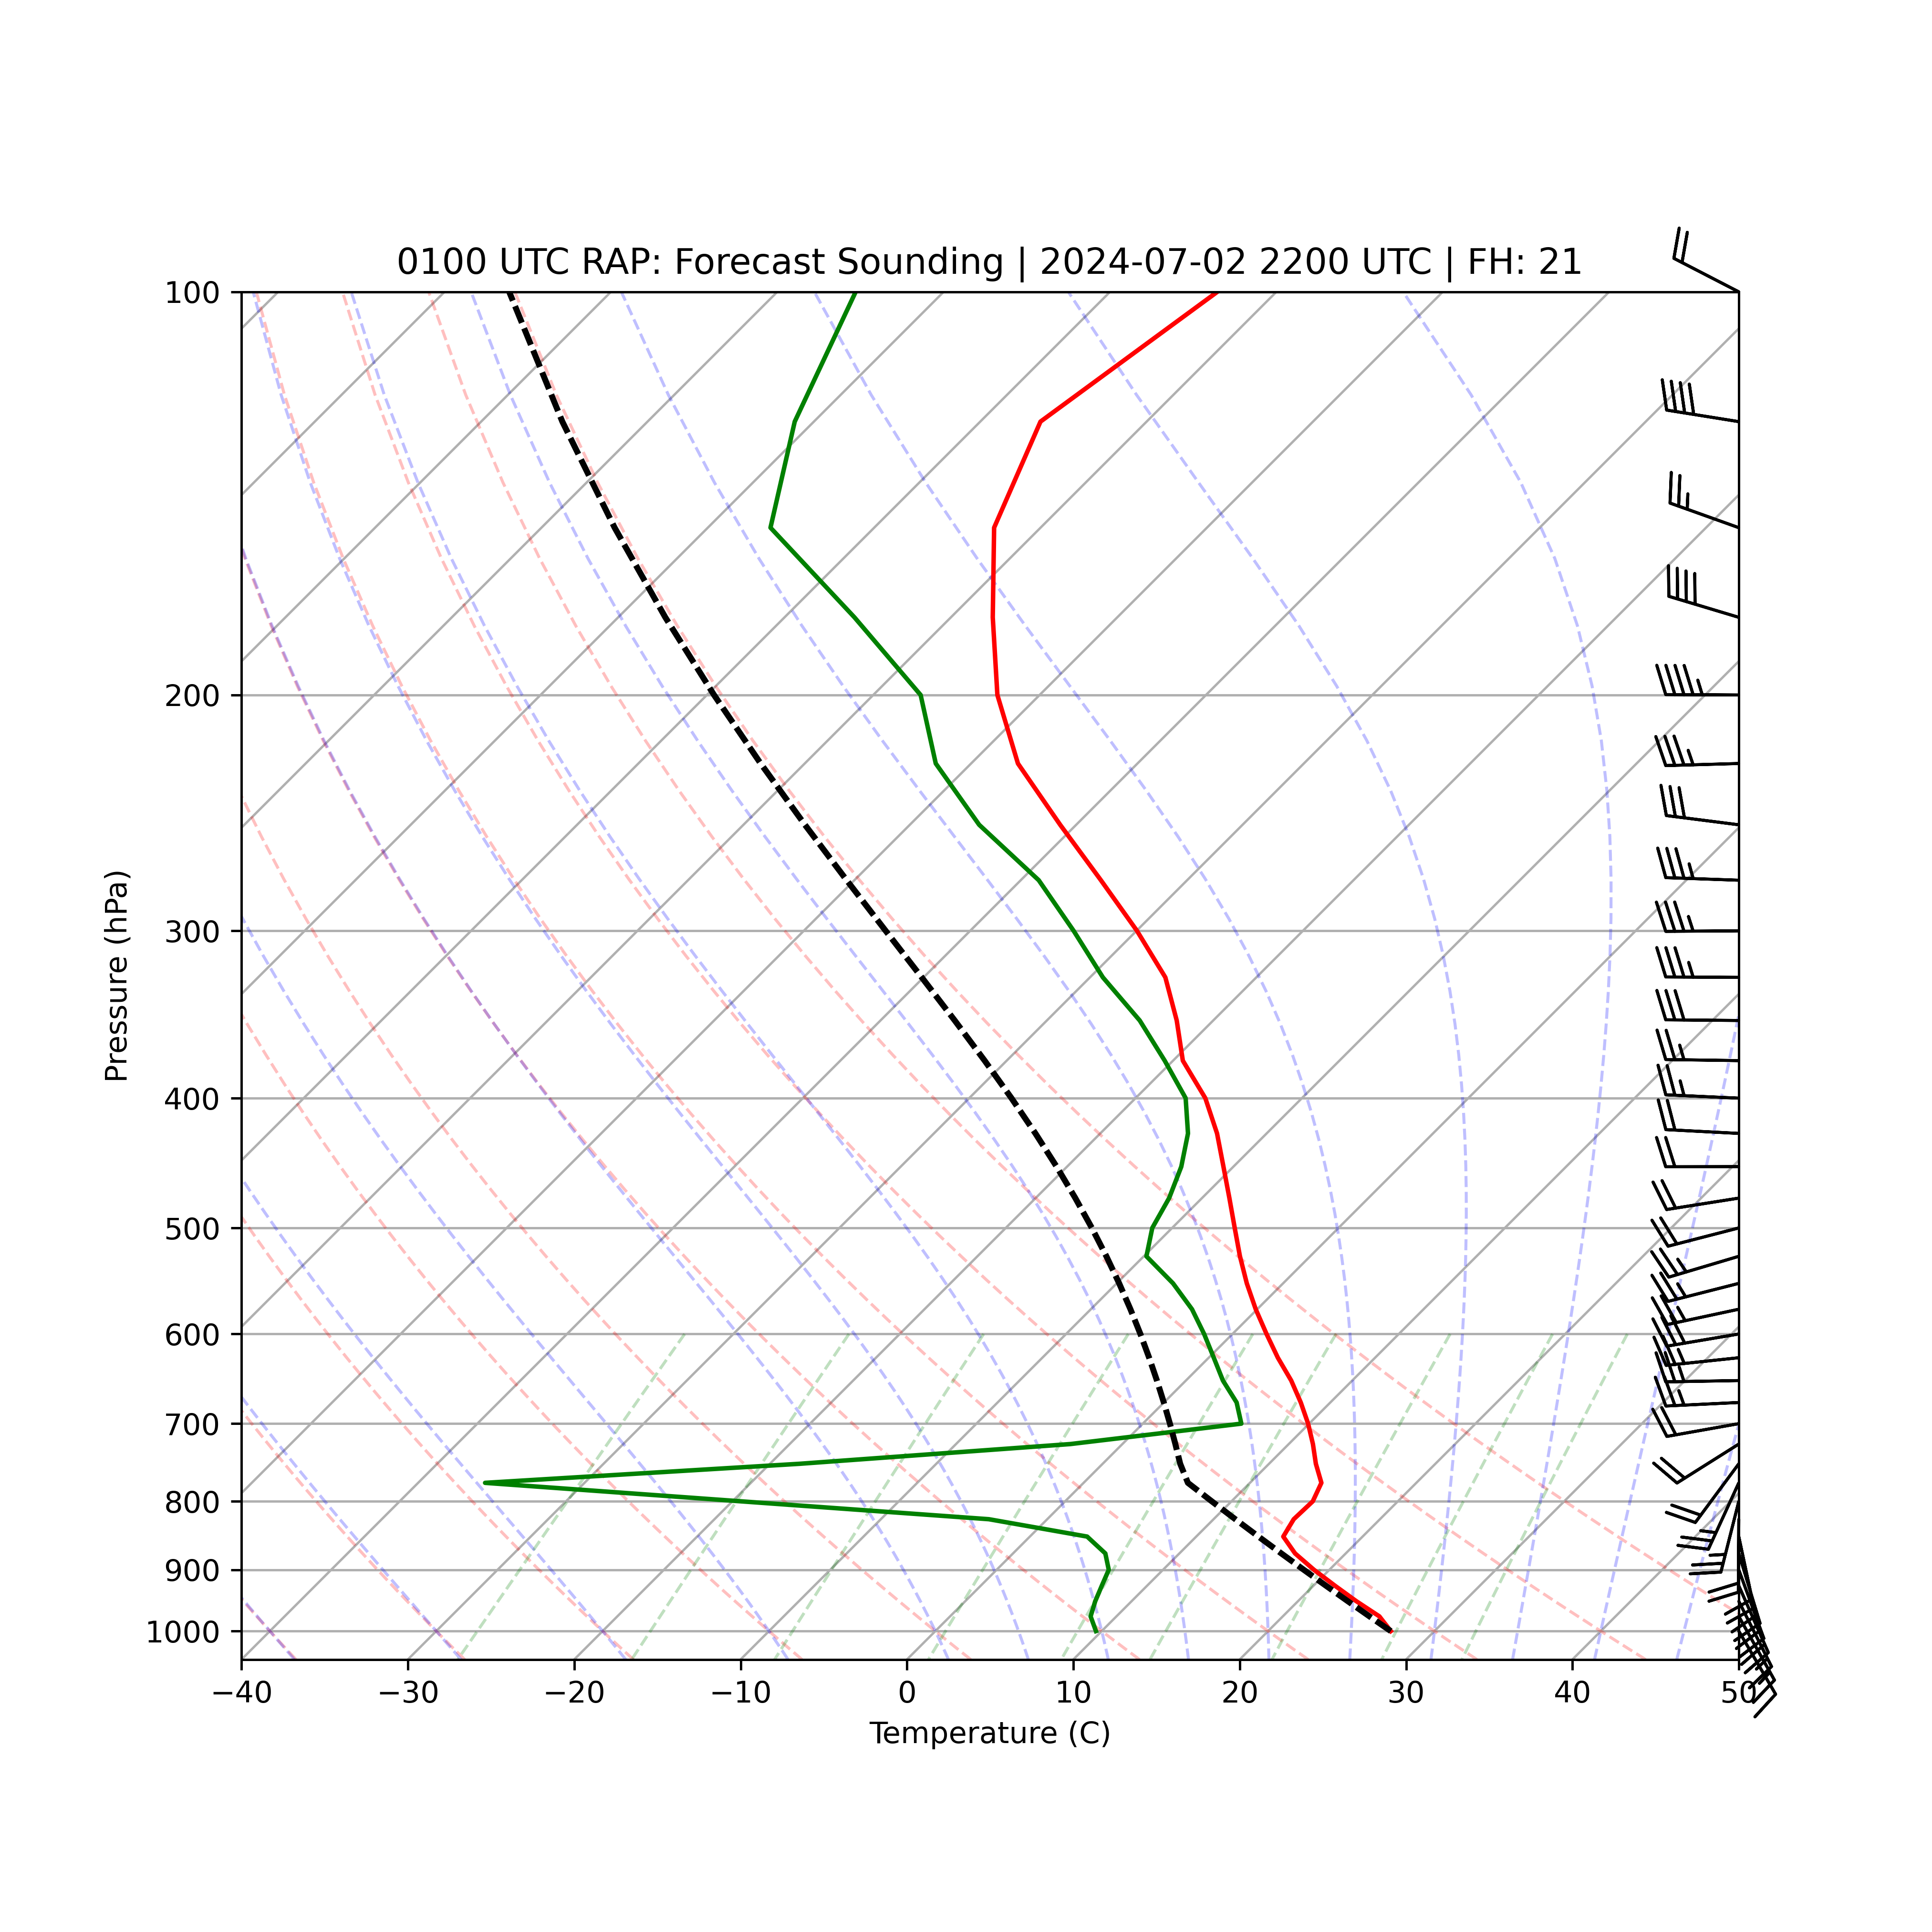 0100 UTC RAP: Forecast Sounding | 2024-07-02 2200 UTC | FH: 21
100
200
300
400
500
600
700
800
900
1000
Pressure (hPa)
−40 −30 −20 −10 0 10 20 30 40 50
Temperature (C)